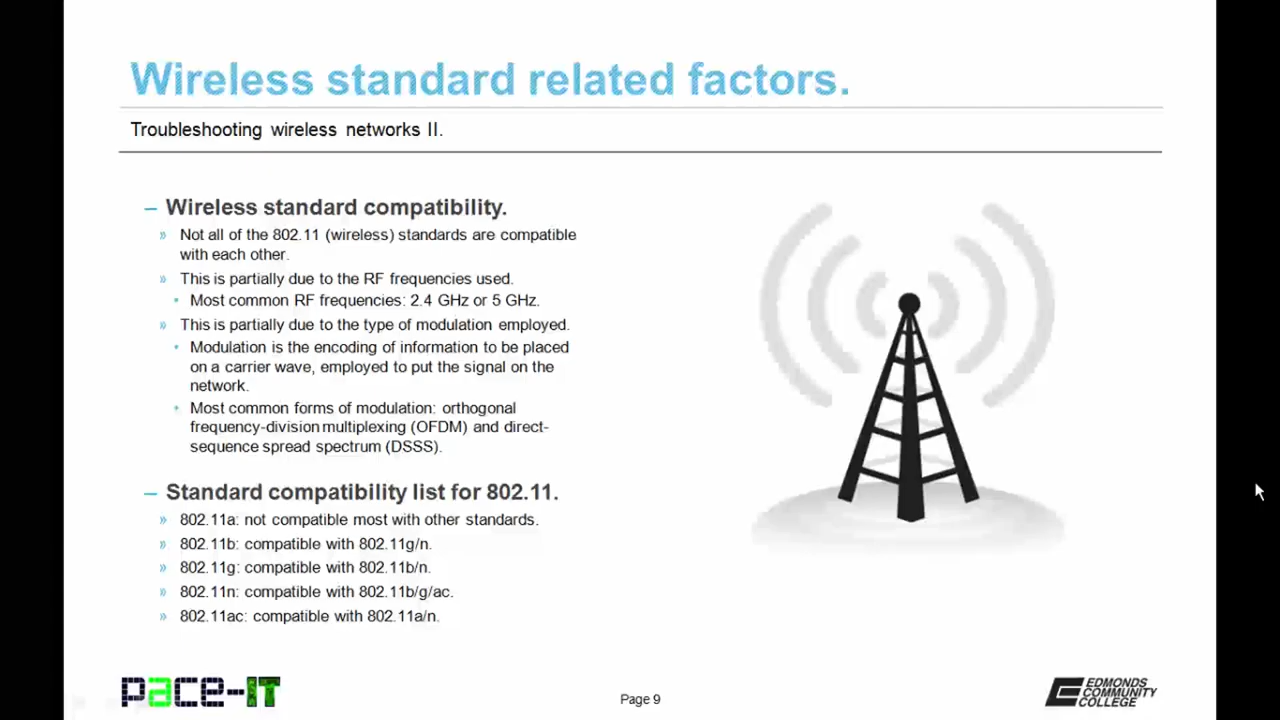 Wireless standard related factors.
Troubleshooting wireless networks II.
– Wireless standard compatibility.
» Not all of the 802.11 (wireless) standards are compatible
with each other.
» This is partially due to the RF frequencies used.
• Most common RF frequencies: 2.4 GHz or 5 GHz.
» This is partially due to the type of modulation employed.
• Modulation is the encoding of information to be placed
on a carrier wave, employed to put the signal on the
network.
• Most common forms of modulation: orthogonal
frequency-division multiplexing (OFDM) and direct-
sequence spread spectrum (DSSS).
– Standard compatibility list for 802.11.
» 802.11a: not compatible most with other standards.
» 802.11b: compatible with 802.11g/n.
» 802.11g: compatible with 802.11b/n.
» 802.11n: compatible with 802.11b/g/ac.
» 802.11ac: compatible with 802.11a/n.
pace-IT
Page 9
EDMONDS
COMMUNITY
COLLEGE